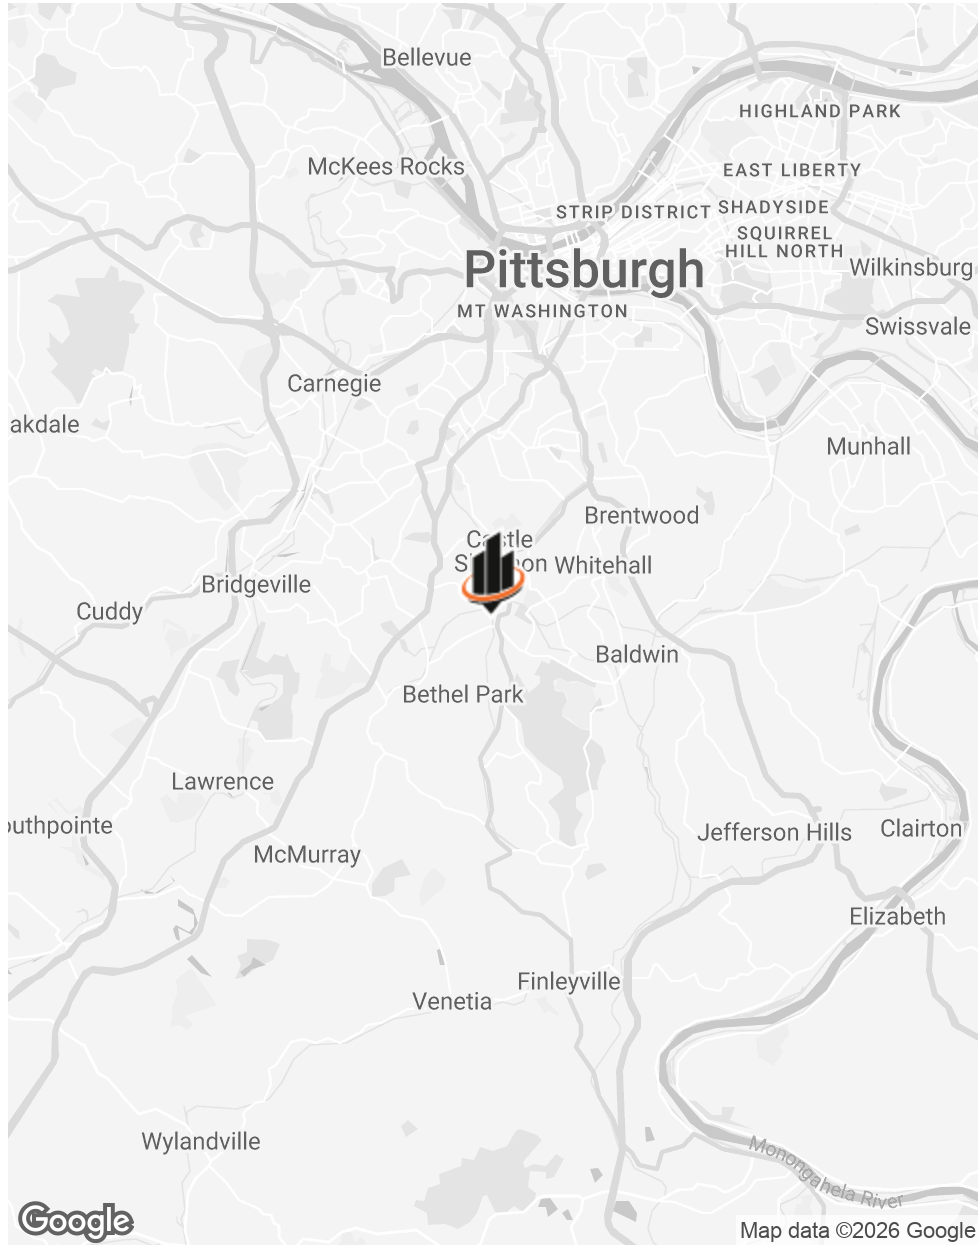 Bellevue
HIGHLAND PARK
McKees Rocks
EAST LIBERTY
STRIP DISTRICT
SHADYSIDE
SQUIRREL
HILL NORTH
Pittsburgh
Wilkinsburg
MT WASHINGTON
Swissvale
Carnegie
akdale
Munhall
Brentwood
Castle
Whitehall
Bridgeville
Cuddy
Baldwin
Bethel Park
Lawrence
outhpointe
Jefferson Hills
Clairton
McMurray
Elizabeth
Finleyville
Venetia
Wylandville
Monongahela River
Google
Map data ©2026 Google